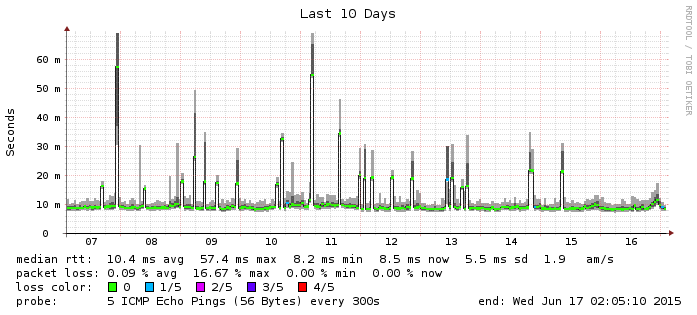 Last 10 Days
RRDTOOL / TOBI OETIKER
Seconds
60 m
50 m
40 m
30 m
20 m
10 m
0
07 08 09 10 11 12 13 14 15 16
median rtt: 10.4 ms avg 57.4 ms max 8.2 ms min 8.5 ms now 5.5 ms sd 1.9 am/s
packet loss: 0.09 % avg 16.67 % max 0.00 % min 0.00 % now
loss color: 0 1/5 2/5 3/5 4/5
probe: 5 ICMP Echo Pings (56 Bytes) every 300s end: Wed Jun 17 02:05:10 2015